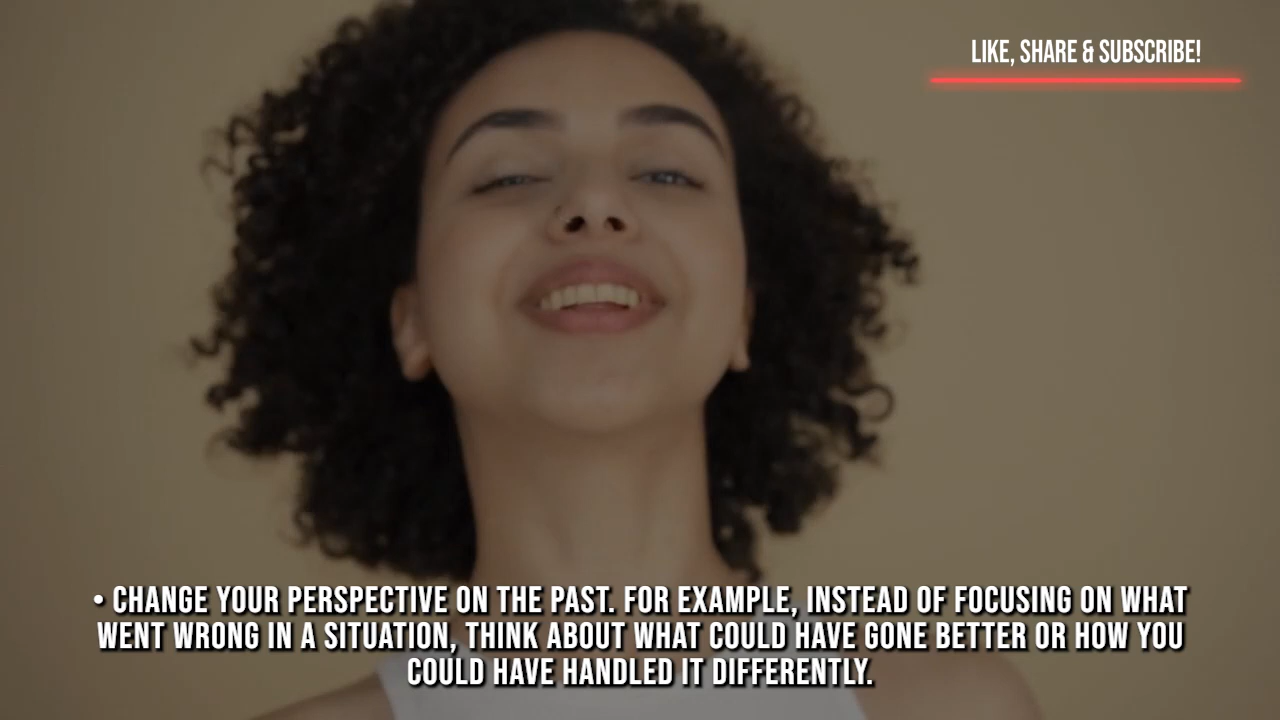 LIKE, SHARE & SUBSCRIBE!
• CHANGE YOUR PERSPECTIVE ON THE PAST. FOR EXAMPLE, INSTEAD OF FOCUSING ON WHAT
WENT WRONG IN A SITUATION, THINK ABOUT WHAT COULD HAVE GONE BETTER OR HOW YOU
COULD HAVE HANDLED IT DIFFERENTLY.